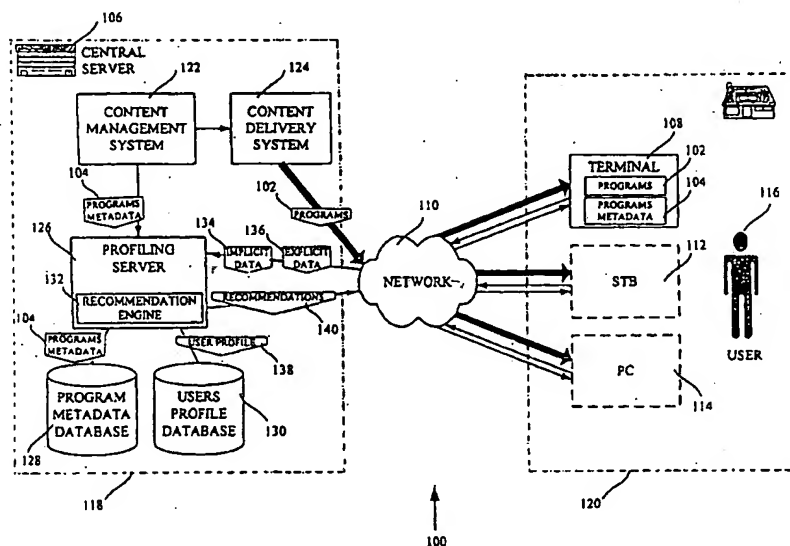 106
CENTRAL
SERVER
122
124
CONTENT
MANAGEMENT
SYSTEM
CONTENT
DELIVERY
SYSTEM
104
PROGRAMS
METADATA
102
PROGRAMS
126
PROFILING
SERVER
134
IMPLICIT
DATA
136
EXPLICIT
DATA
132
RECOMMENDATION
ENGINE
RECOMMENDATIONS
140
104
PROGRAMS
METADATA
USER PROFILE
138
PROGRAM
METADATA
DATABASE
128
USERS
PROFILE
DATABASE
130
118
110
NETWORK
108
TERMINAL
102
PROGRAMS
104
PROGRAMS
METADATA
112
STB
PC
114
116
USER
120
100